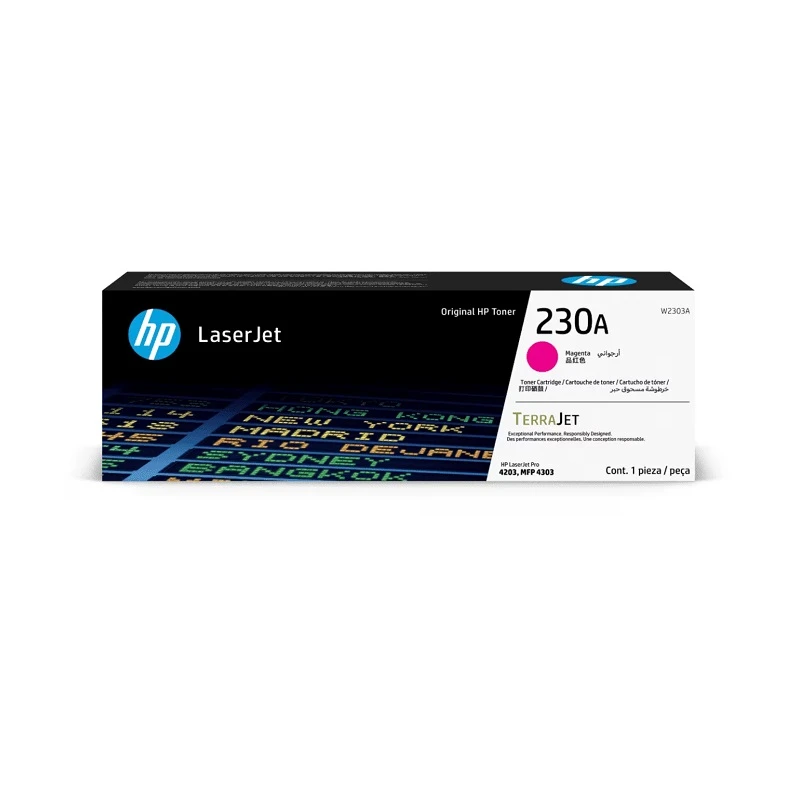 hp
hp
LaserJet
Original HP Toner
230A
W2303A
Magenta أرجواني
品红色
Toner Cartridge / Cartouche de toner / Cartucho de tóner /
打印硒鼓 / خرطوشة مسحوق حبر
TERRAJET
Exceptional Performance. Responsibly Designed.
Des performances exceptionnelles. Une conception responsable.
HP LaserJet Pro
4203, MFP 4303
Cont. 1 pieza / peça
HONG KONG
NEW YORK
MADRID
RIO DEJANE
SYDNEY
BANGKOK